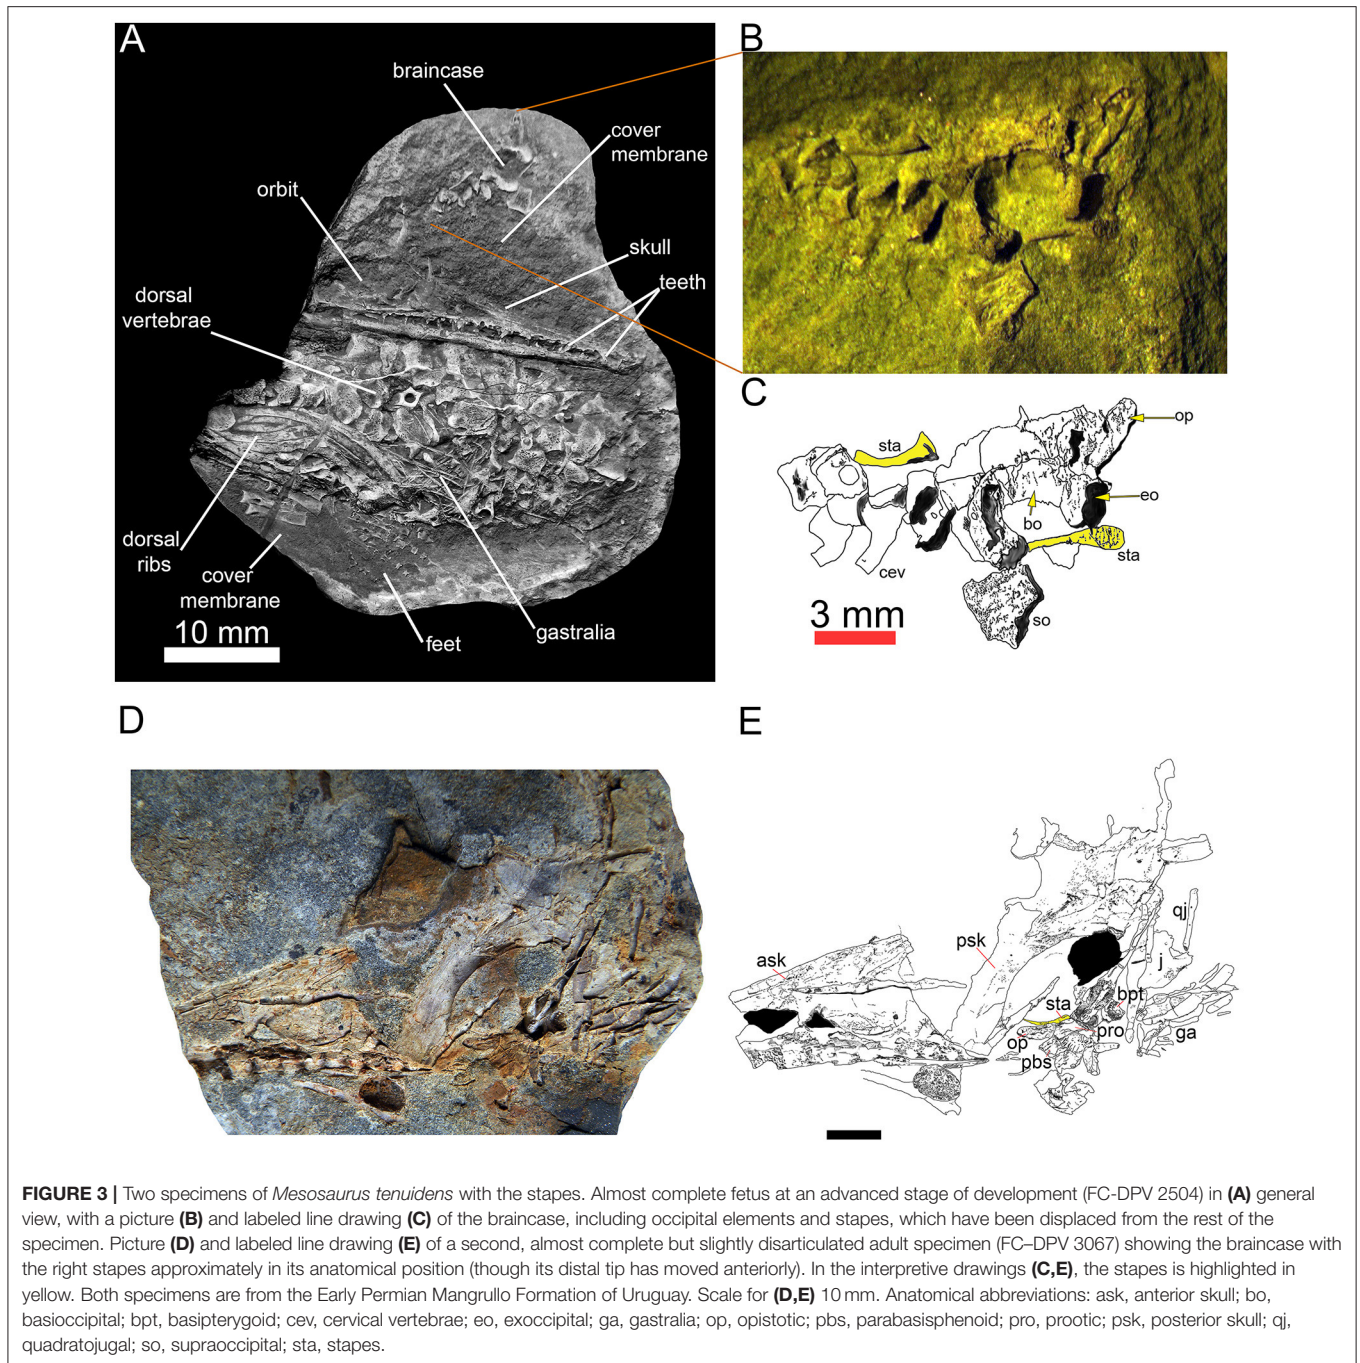 A
braincase
cover
membrane
orbit
skull
teeth
dorsal
vertebrae
dorsal
ribs
cover
membrane
10 mm
feet
gastralia
B
C
sta
op
eo
bo
sta
cev
3 mm
so
D
E
qj
psk
ask
j
bpt
sta
pro
op
ga
pbs
FIGURE 3 | Two specimens of Mesosaurus tenuidens with the stapes. Almost complete fetus at an advanced stage of development (FC-DPV 2504) in (A) general
view, with a picture (B) and labeled line drawing (C) of the braincase, including occipital elements and stapes, which have been displaced from the rest of the
specimen. Picture (D) and labeled line drawing (E) of a second, almost complete but slightly disarticulated adult specimen (FC–DPV 3067) showing the braincase with
the right stapes approximately in its anatomical position (though its distal tip has moved anteriorly). In the interpretive drawings (C,E), the stapes is highlighted in
yellow. Both specimens are from the Early Permian Mangrullo Formation of Uruguay. Scale for (D,E) 10 mm. Anatomical abbreviations: ask, anterior skull; bo,
basioccipital; bpt, basipterygoid; cev, cervical vertebrae; eo, exoccipital; ga, gastralia; op, opistotic; pbs, parabasisphenoid; pro, prootic; psk, posterior skull; qj,
quadratojugal; so, supraoccipital; sta, stapes.